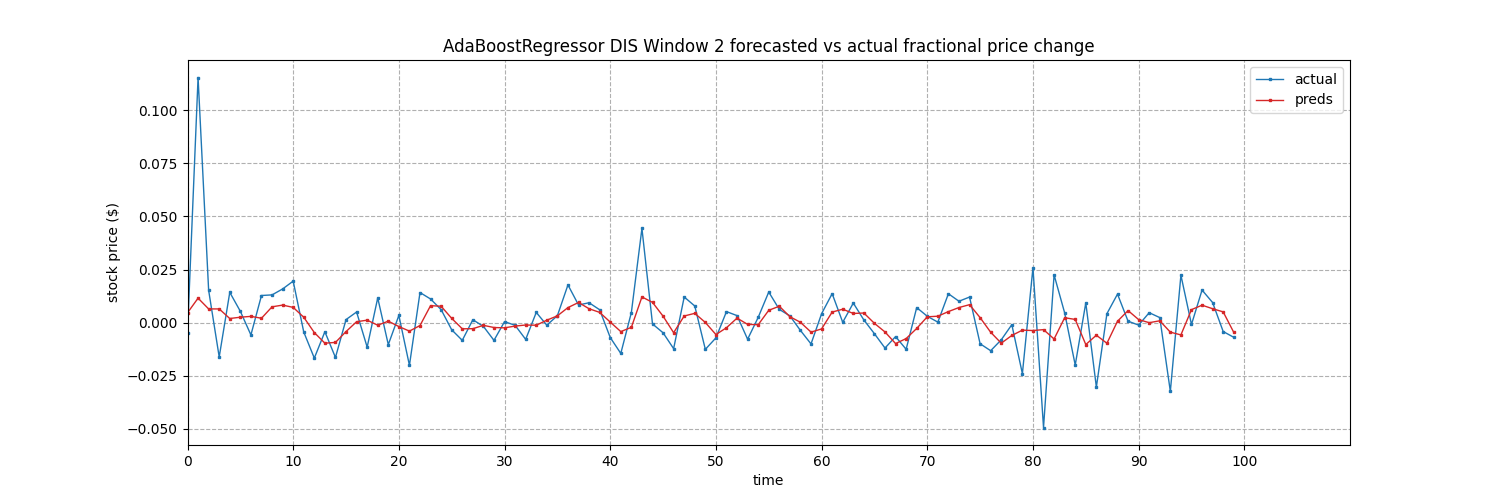 AdaBoostRegressor DIS Window 2 forecasted vs actual fractional price change
actual
preds
stock price ($)
0.100
0.075
0.050
0.025
0.000
−0.025
−0.050
0 10 20 30 40 50 60 70 80 90 100
time